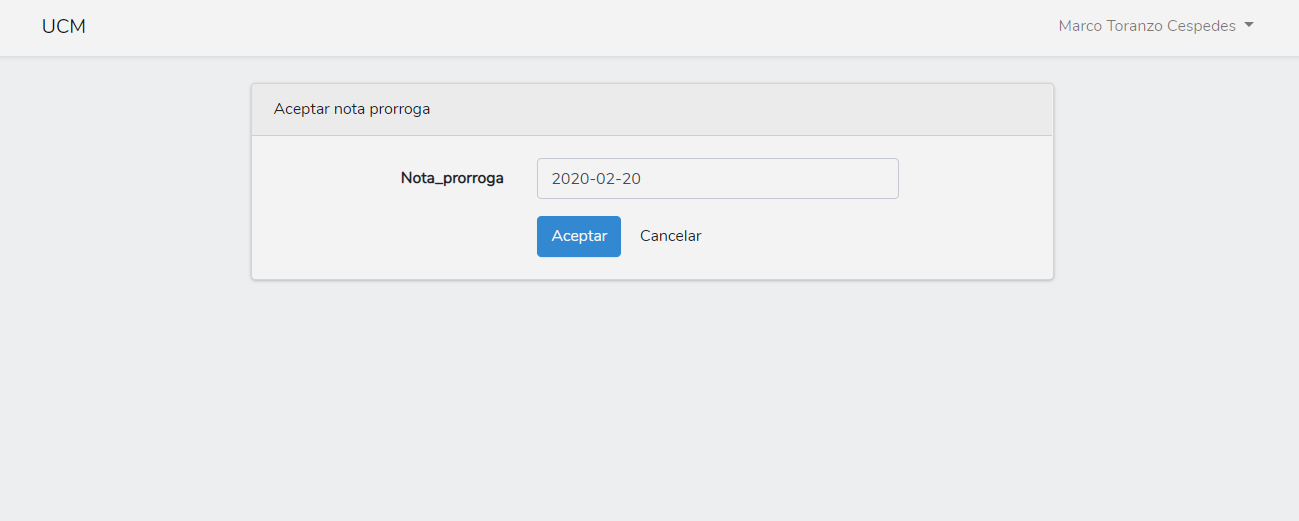 UCM
Marco Toranzo Cespedes
Aceptar nota prorroga
Nota_prorroga
2020-02-20
Aceptar
Cancelar